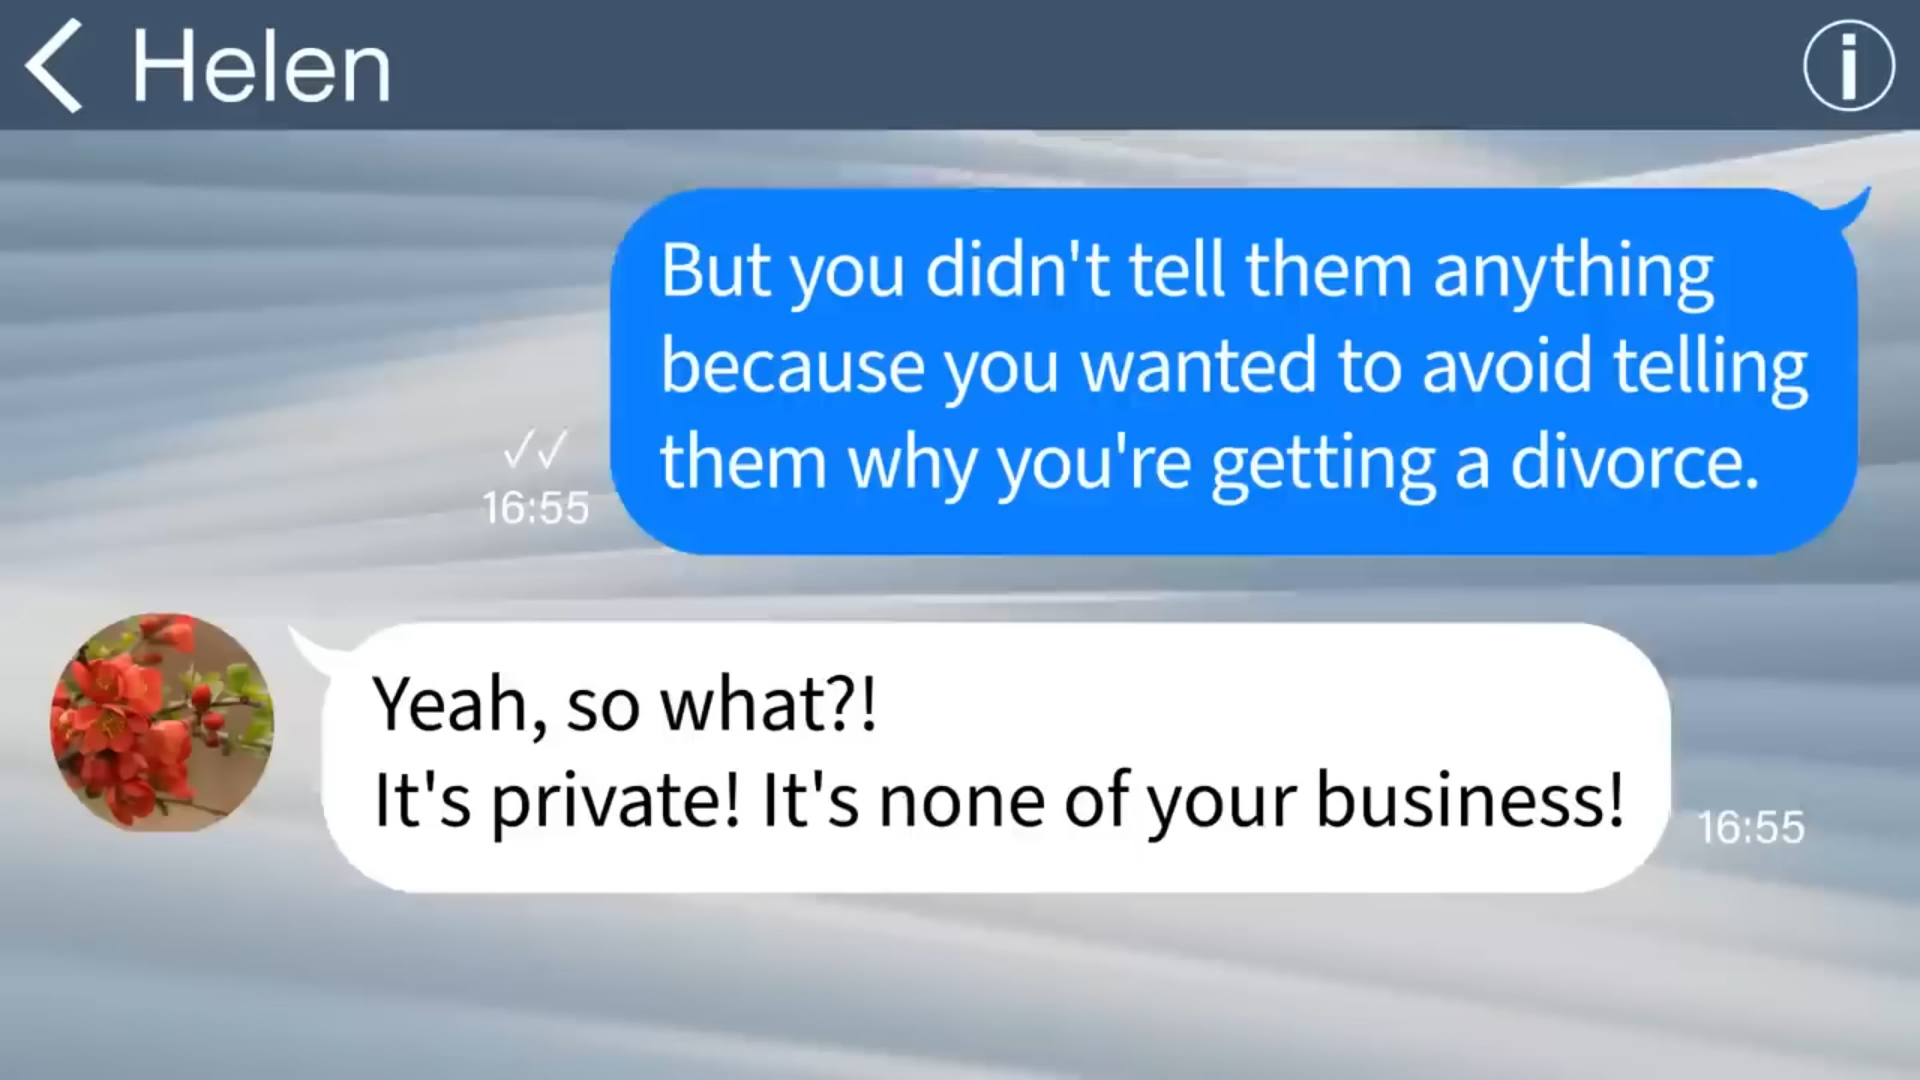 Helen
But you didn't tell them anything
because you wanted to avoid telling
them why you're getting a divorce.
16:55
Yeah, so what?!
It's private! It's none of your business!
16:55